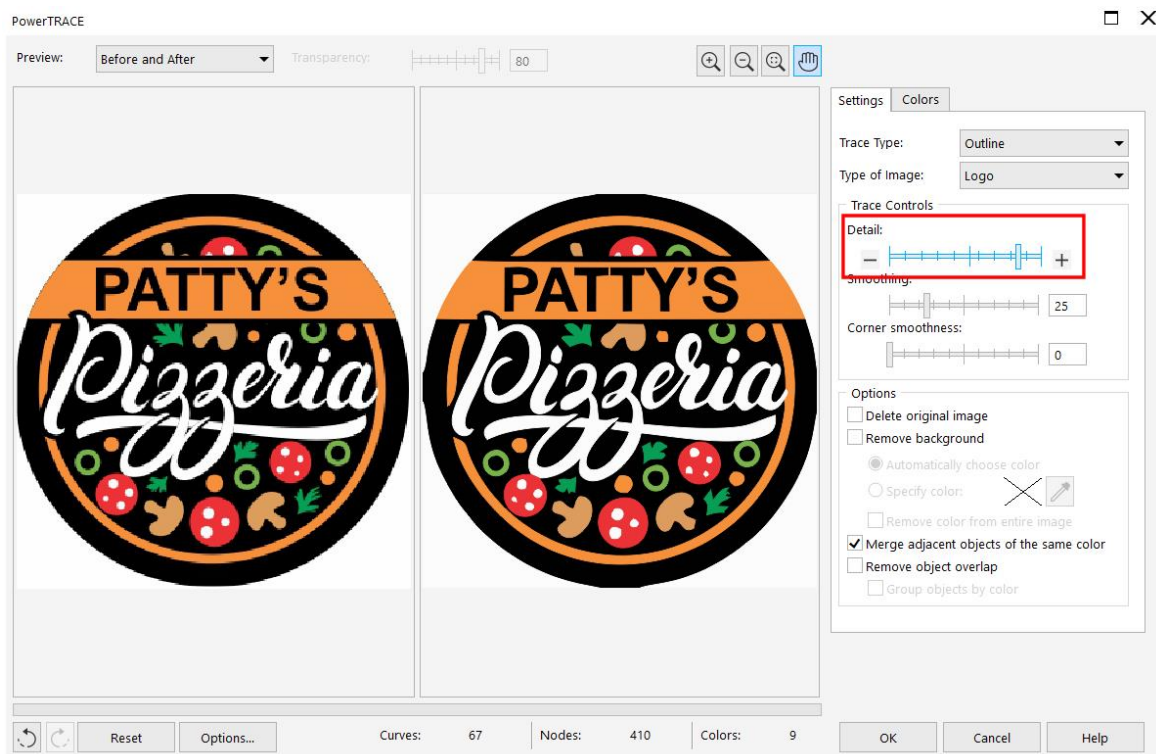 PowerTRACE
Preview:
Before and After
Transparency:
80
PATTY'S
Pizzeria
PATTY'S
Pizzeria
Settings
Colors
Trace Type:
Outline
Type of Image:
Logo
Trace Controls
Detail:
Smoothing:
25
Corner smoothness:
0
Options
Delete original image
Remove background
Automatically choose color
Specify color:
Remove color from entire image
Merge adjacent objects of the same color
Remove object overlap
Group objects by color
Reset
Options...
Curves: 67
Nodes: 410
Colors: 9
OK
Cancel
Help